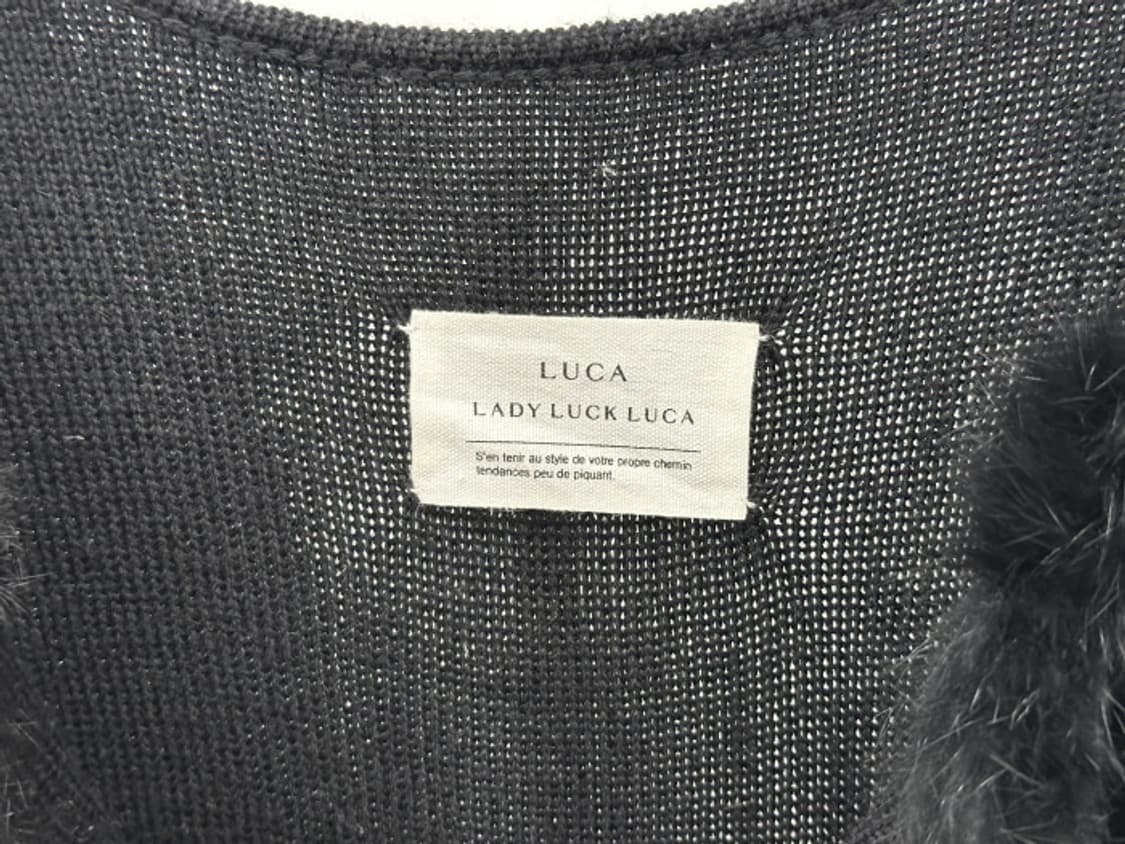 LUCA
LADY LUCK LUCA
S'en tenir au style de votre propre chemin
tendances peu de piquant.